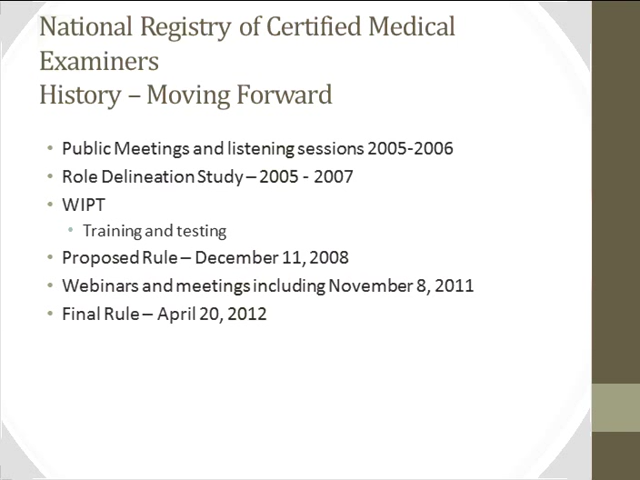 National Registry of Certified Medical
Examiners
History – Moving Forward
• Public Meetings and listening sessions 2005-2006
• Role Delineation Study – 2005 - 2007
• WIPT
• Training and testing
• Proposed Rule – December 11, 2008
• Webinars and meetings including November 8, 2011
• Final Rule – April 20, 2012